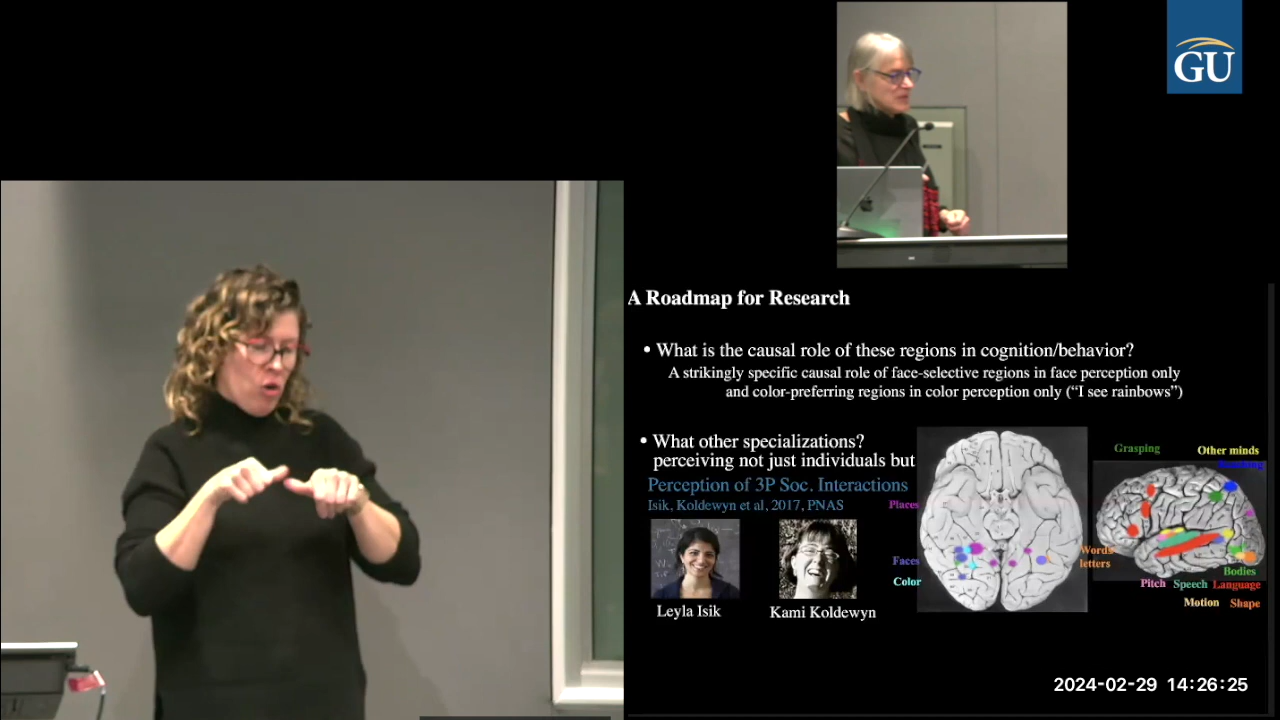 GU
A Roadmap for Research
• What is the causal role of these regions in cognition/behavior?
A strikingly specific causal role of face-selective regions in face perception only
and color-preferring regions in color perception only (“I see rainbows”)
• What other specializations?
perceiving not just individuals but
Perception of 3P Soc. Interactions
Isik, Koldewyn et al, 2017, PNAS
Leyla Isik
Kami Koldewyn
Places
Faces
Color
Grasping
Other minds
Words
letters
Bodies
Pitch Speech Language
Motion Shape
2024-02-29 14:26:25